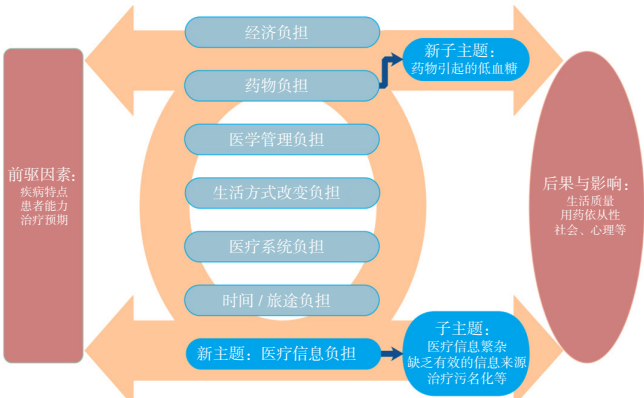 经济负担
药物负担
新子主题：
药物引起的低血糖
医学管理负担
前驱因素：
疾病特点
患者能力
治疗预期
生活方式改变负担
后果与影响：
生活质量
用药依从性
社会、心理等
医疗系统负担
时间 / 旅途负担
新主题：医疗信息负担
子主题：
医疗信息繁杂
缺乏有效的信息来源
治疗污名化等